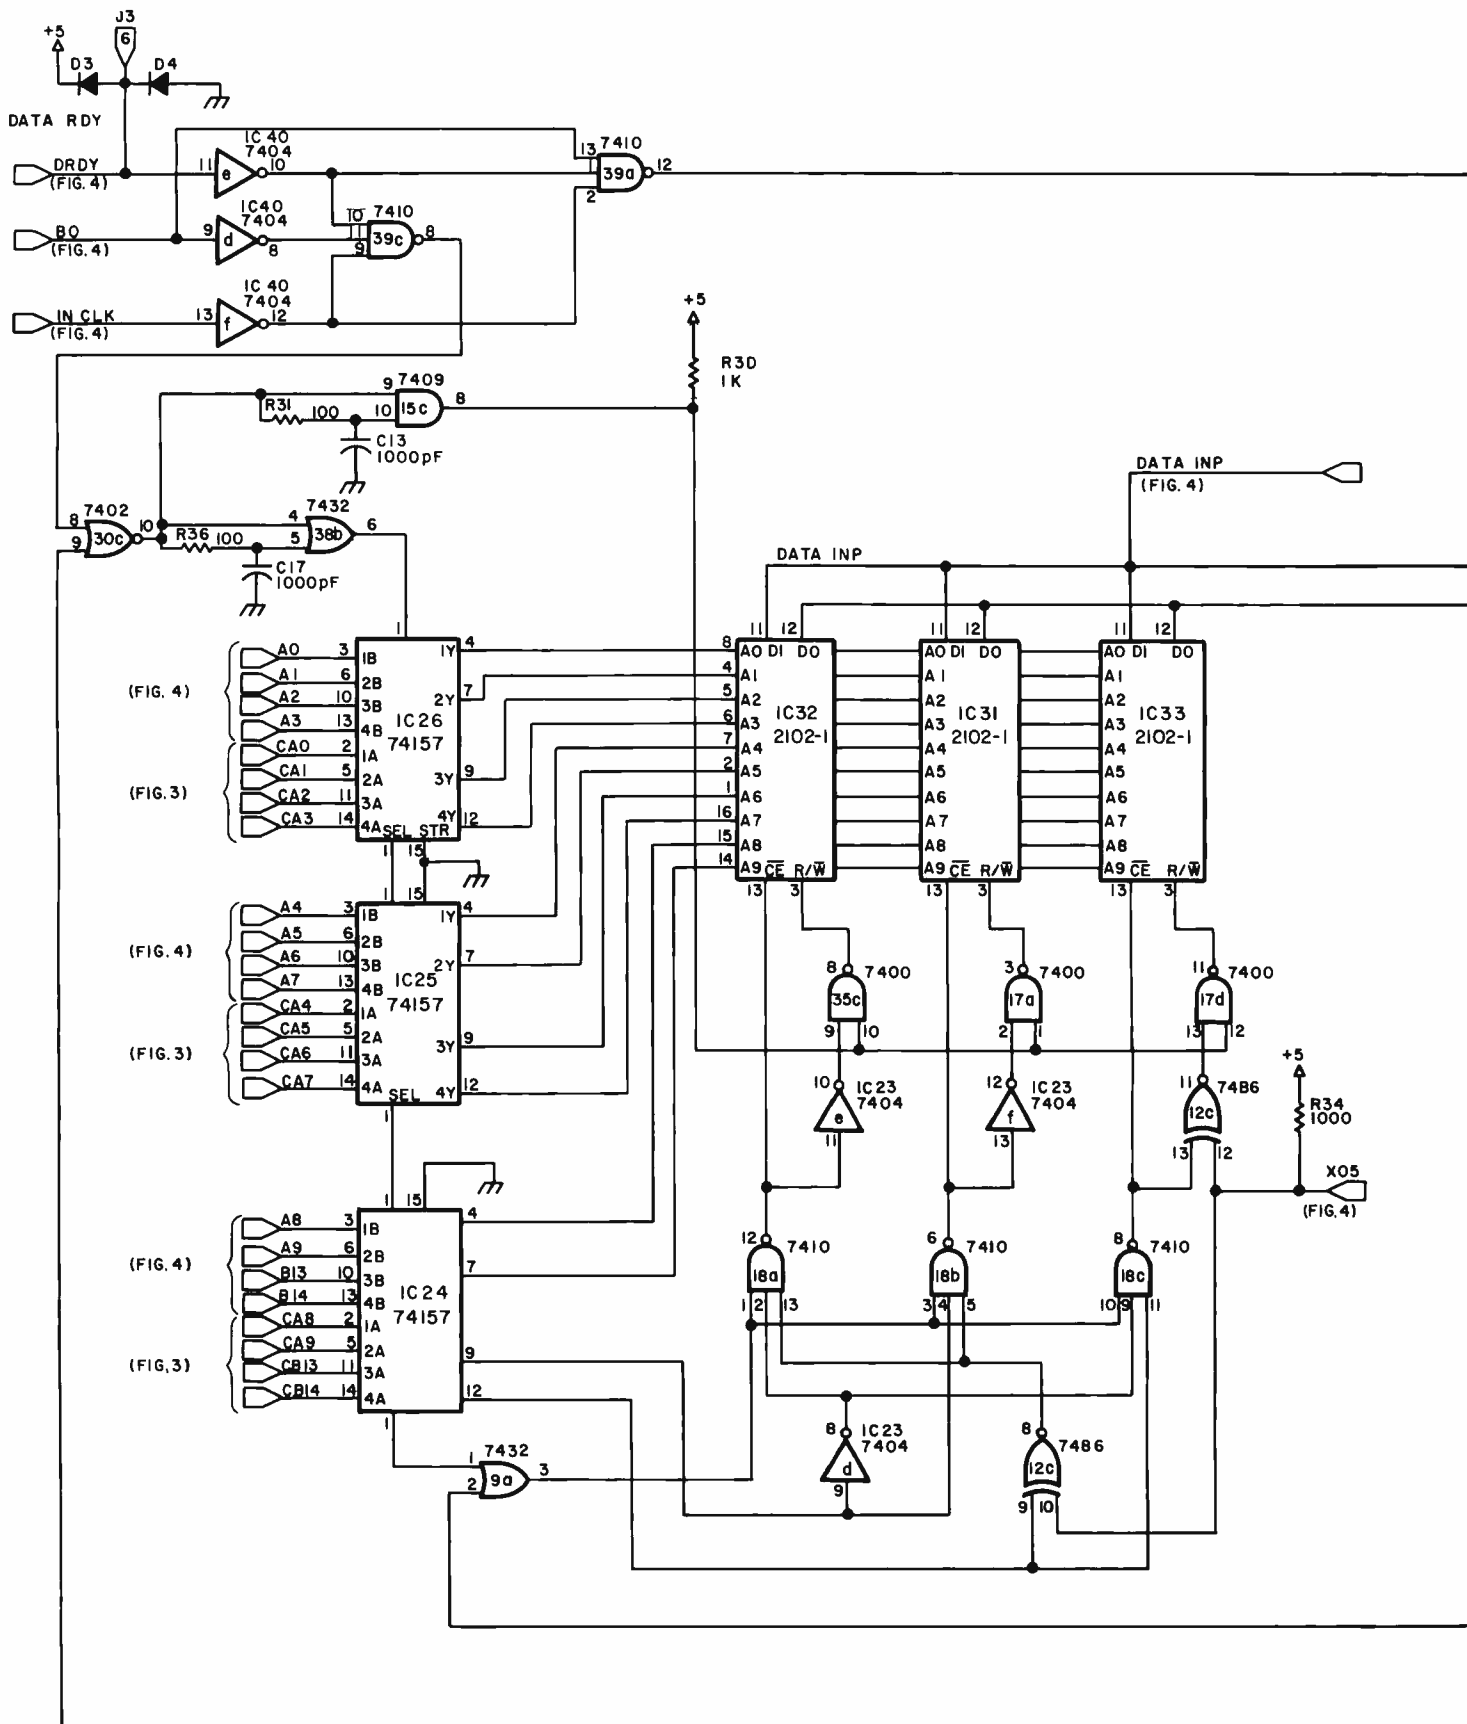 J3
6
+5
D3 D4
DATA RDY
DRDY
(FIG. 4)
11
e
IC 40
7404
10
13
1
2
7410
39a
12
BO
(FIG. 4)
9
d
IC40
7404
8
10
11
9
7410
39c
8
IN CLK
(FIG. 4)
13
f
IC 40
7404
12
+5
R3D
1K
R31
100
9
10
7409
15c
8
C13
1000pF
8
9
7402
30c
10
R36
100
4
5
7432
38b
6
C17
1000pF
DATA INP
(FIG. 4)
DATA INP
(FIG. 4)
(FIG. 3)
A0 3 1B
A1 6 2B
A2 10 3B
A3 13 4B
CA0 2 1A
CA1 5 2A
CA2 11 3A
CA3 14 4A
1
IC26
74157
1Y 4
2Y 7
3Y 9
4Y 12
SEL STR
1 15
(FIG. 4)
(FIG. 3)
A4 3 1B
A5 6 2B
A6 10 3B
A7 13 4B
CA4 2 1A
CA5 5 2A
CA6 11 3A
CA7 14 4A
1 15
IC25
74157
1Y 4
2Y 7
3Y 9
4Y 12
SEL
1
(FIG. 4)
(FIG, 3)
A8 3 1B
A9 6 2B
B13 10 3B
B14 13 4B
CA8 2 1A
CA9 5 2A
CB13 11 3A
CB14 14 4A
1 15
IC24
74157
4
7
9
12
1
1
2
7432
9a
3
11 12
8 A0 DI DO
4 A1
5 A2
6 A3
7 A4
2 A5
1 A6
16 A7
15 A8
14 A9 CE R/W
IC32
2102-1
13 3
11 12
A0 DI DO
A1
A2
A3
A4
A5
A6
A7
A8
A9 CE R/W
IC31
2102-1
13 3
11 12
A0 DI DO
A1
A2
A3
A4
A5
A6
A7
A8
A9 CE R/W
IC33
2102-1
13 3
8 7400
35c
9 10
3 7400
17a
2 1
11 7400
17d
13 12
10 IC23
7404
e
11
12 IC23
7404
f
13
11 7486
12c
13 12
+5
R34
1000
X05
(FIG, 4)
12 7410
18a
1 2 13
6 7410
18b
3 4 5
8 7410
18c
10 9 11
8 IC23
7404
d
9
8 7486
12c
9 10